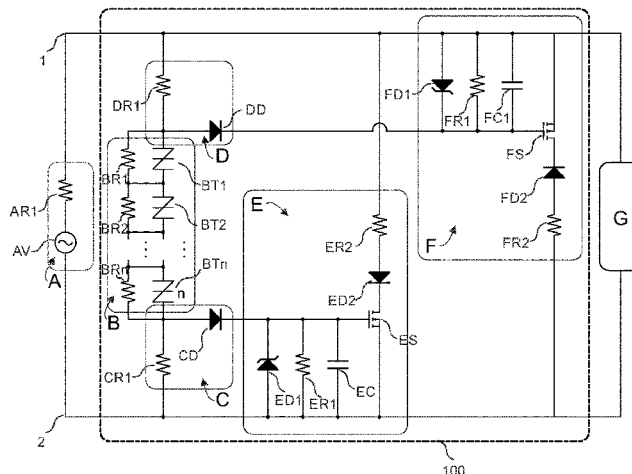 1
DR1
DD
D
FD1
FR1
FC1
FS
BR1
BT1
BR2
BT2
E
F
FD2
G
AR1
AV
A
ER2
FR2
BRn
BTn
n
B
ED2
ES
CD
CR1
C
ED1
ER1
EC
2
100